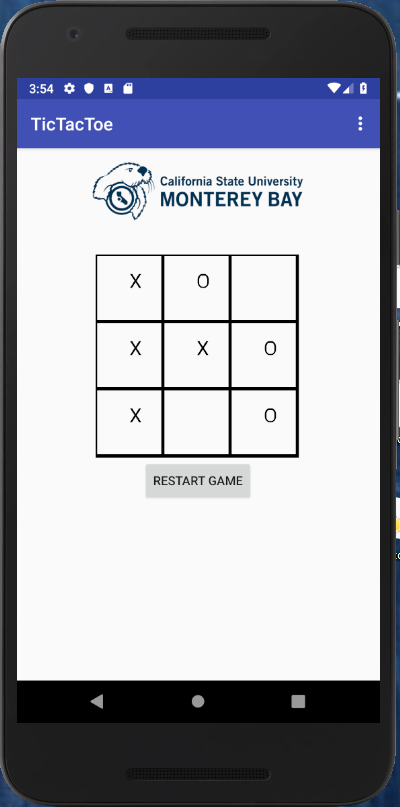 3:54
TicTacToe
California State University
MONTEREY BAY
X O
X X O
X O
RESTART GAME